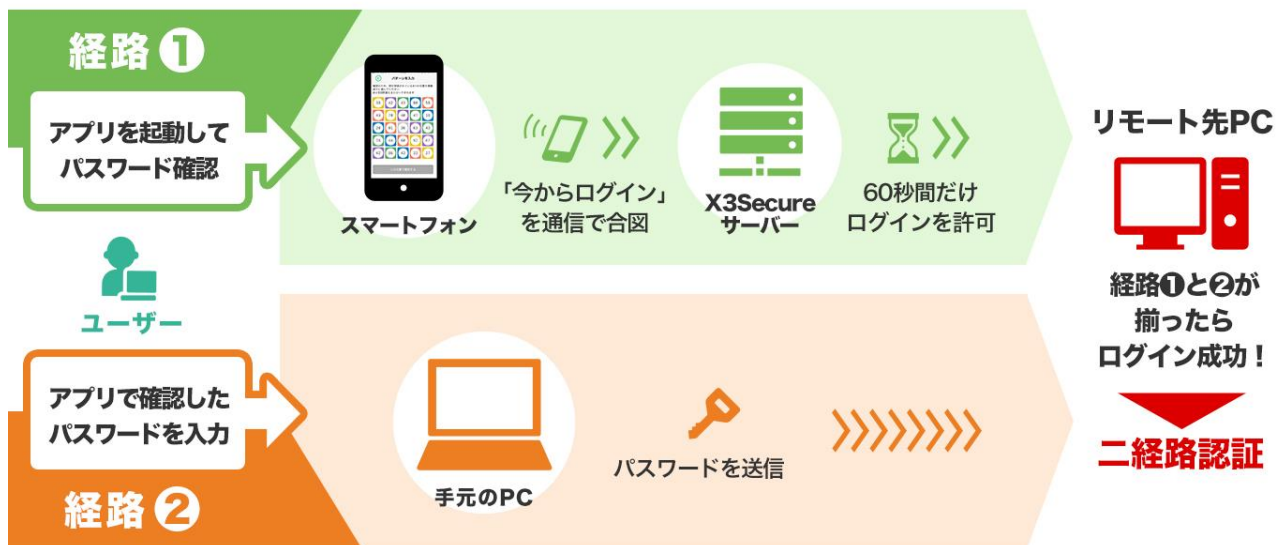 経路❶
アプリを起動して
パスワード確認
スマートフォン
「今からログイン」
を通信で合図
X3Secure
サーバー
60秒間だけ
ログインを許可
ユーザー
アプリで確認した
パスワードを入力
経路❷
手元のPC
パスワードを送信
リモート先PC
経路❶と❷が
揃ったら
ログイン成功！
二経路認証